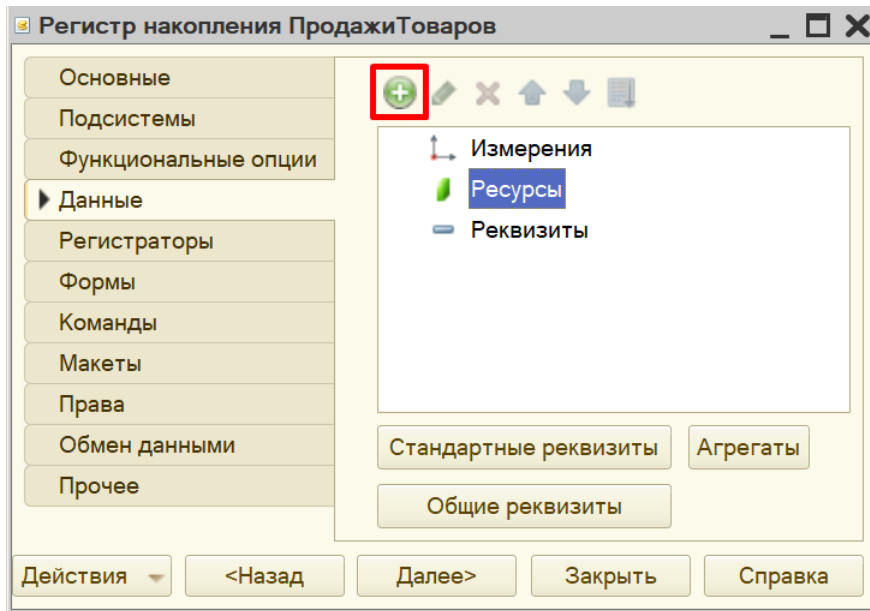 Регистр накопления ПродажиТоваров
Основные
Подсистемы
Функциональные опции
Данные
Регистраторы
Формы
Команды
Макеты
Права
Обмен данными
Прочее
Измерения
Ресурсы
Реквизиты
Стандартные реквизиты Агрегаты
Общие реквизиты
Действия <Назад Далее> Закрыть Справка